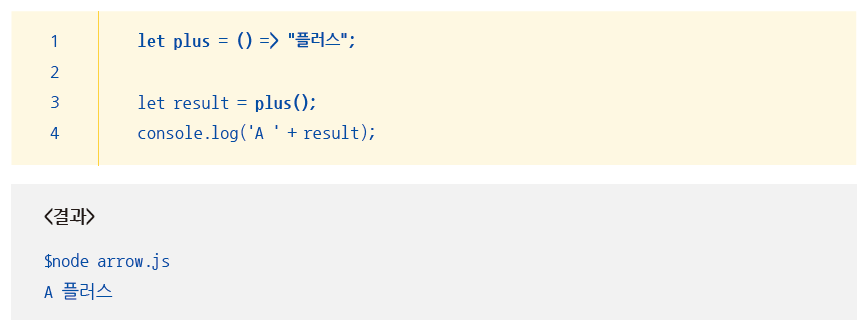 1 let plus = () => "플러스";
2
3 let result = plus();
4 console.log('A ' + result);
<결과>
$node arrow.js
A 플러스